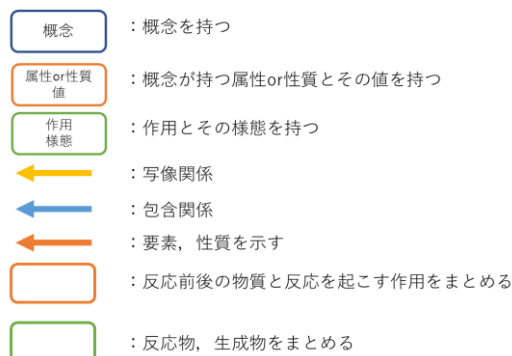 概念 ：概念を持つ
属性or性質
値
：概念が持つ属性or性質とその値を持つ
作用
様態
：作用とその様態を持つ
：写像関係
：包含関係
：要素，性質を示す
：反応前後の物質と反応を起こす作用をまとめる
：反応物，生成物をまとめる